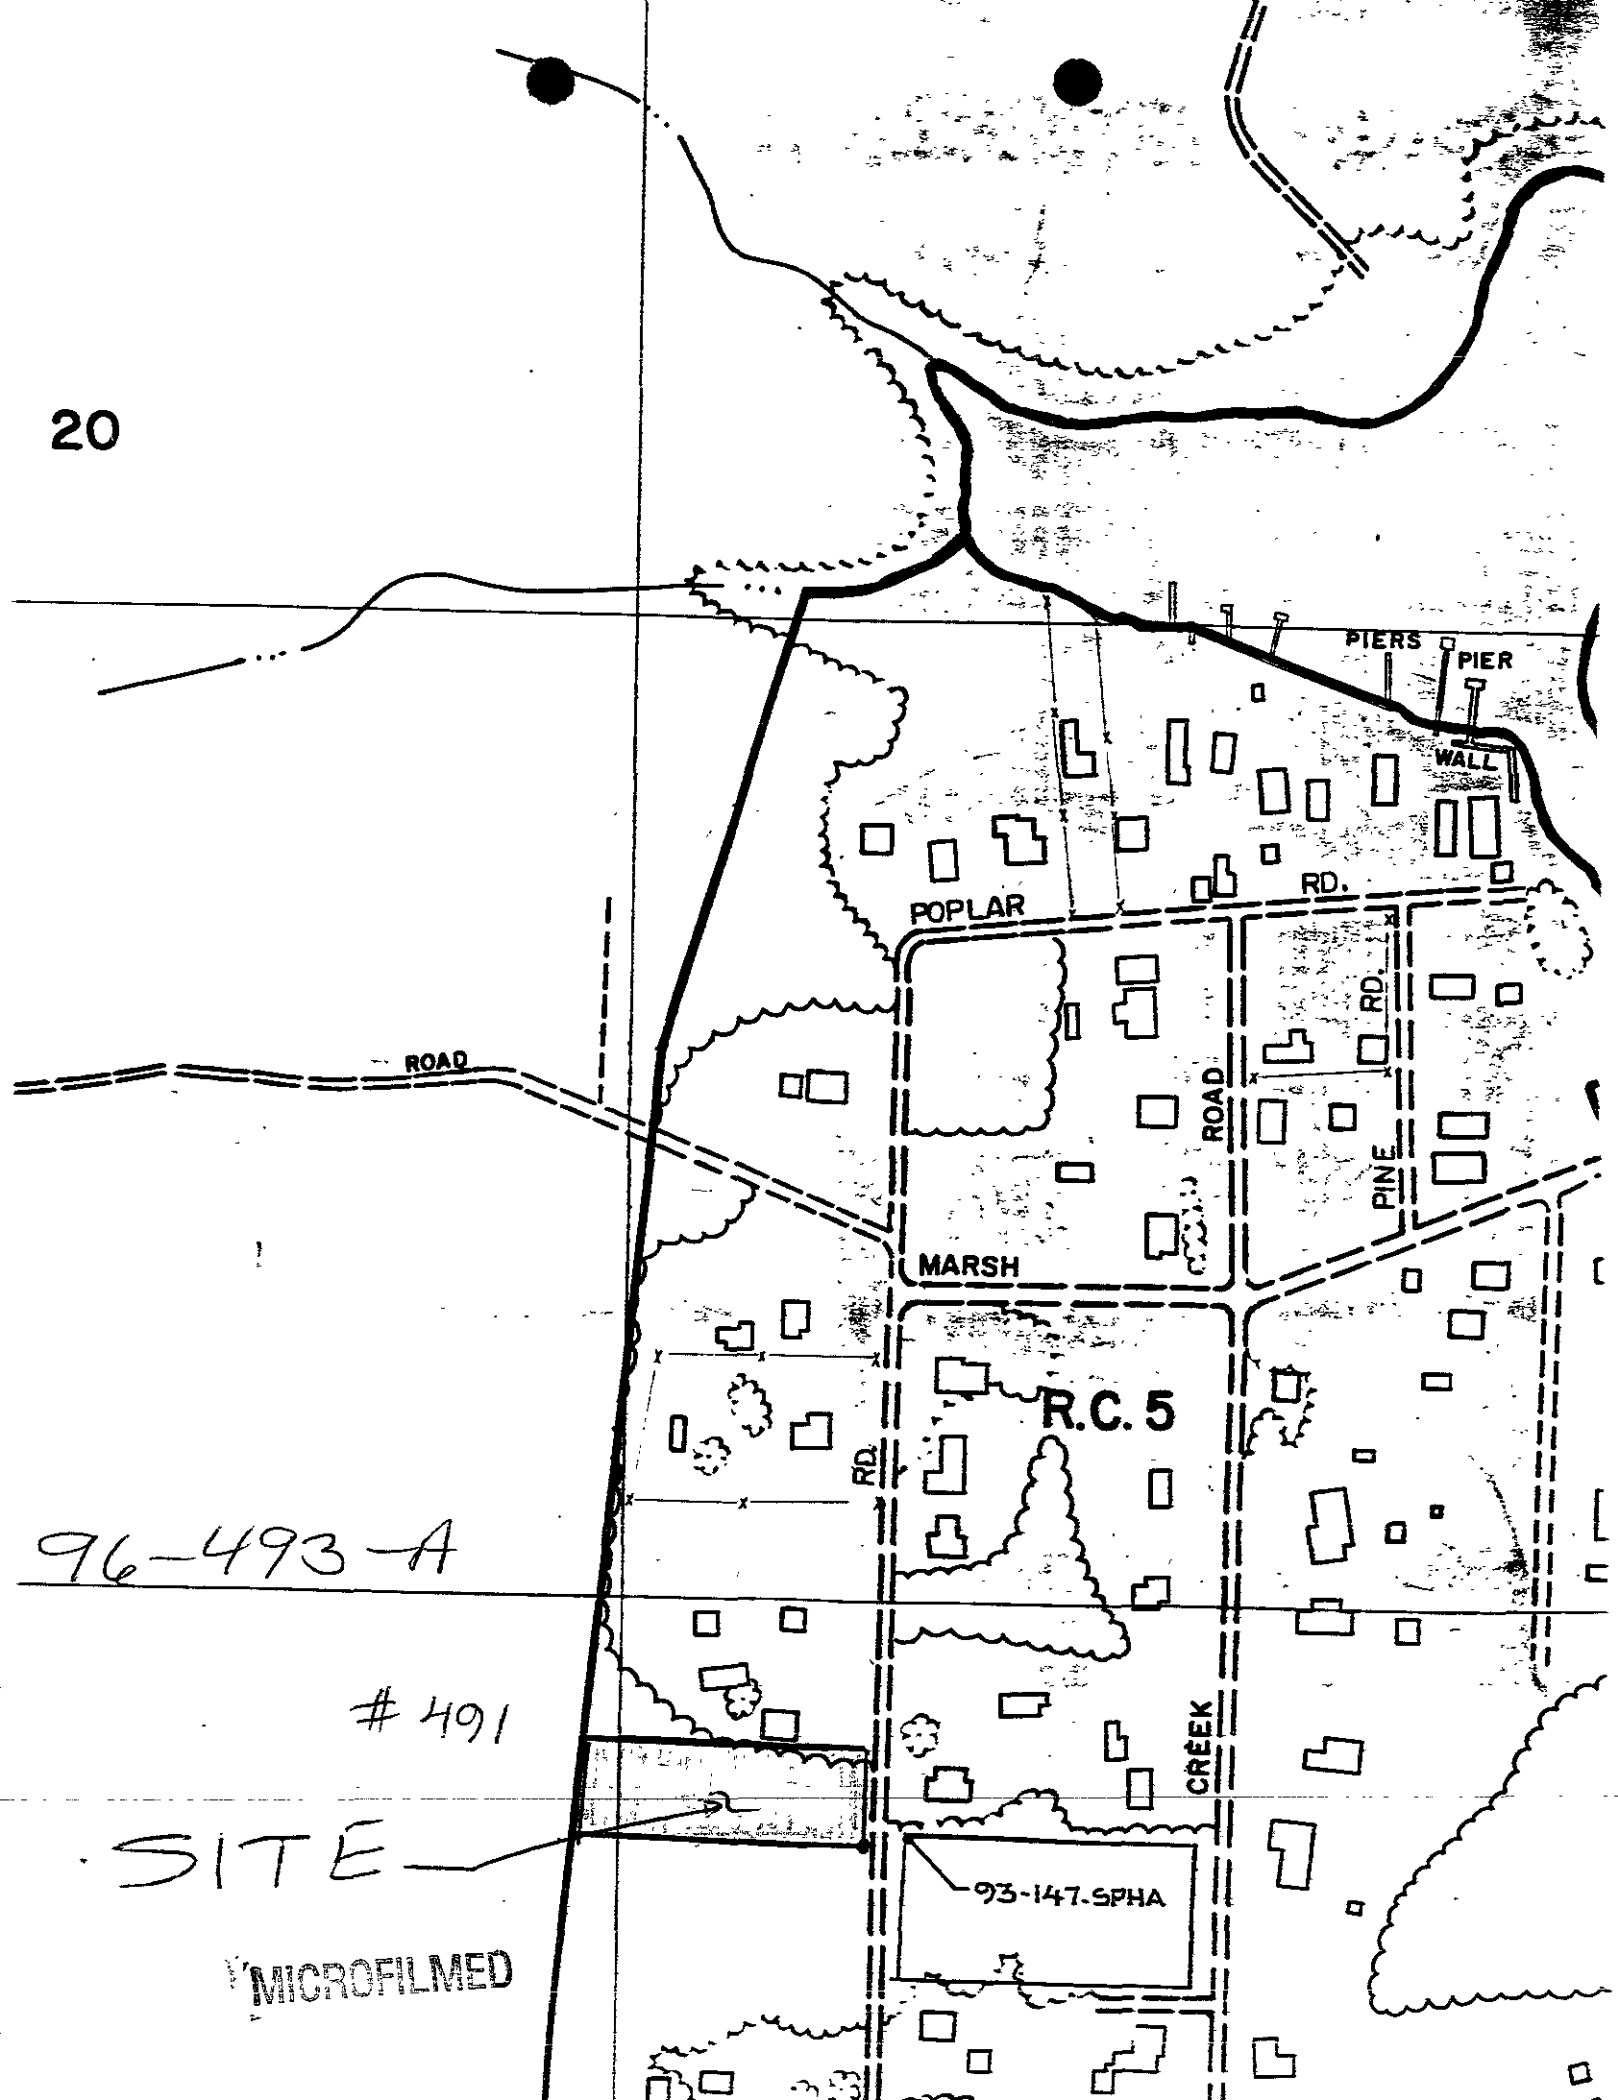 20
PIERS
PIER
WALL
POPLAR RD.
RD.
ROAD
ROAD
PINE
MARSH
R.C. 5
RD.
96-493-A
# 491
CREEK
SITE
93-147-SPHA
MICROFILMED